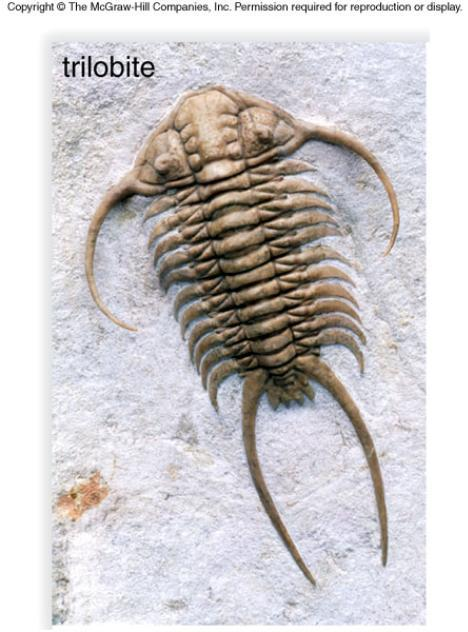 Copyright © The McGraw-Hill Companies, Inc. Permission required for reproduction or display.
trilobite